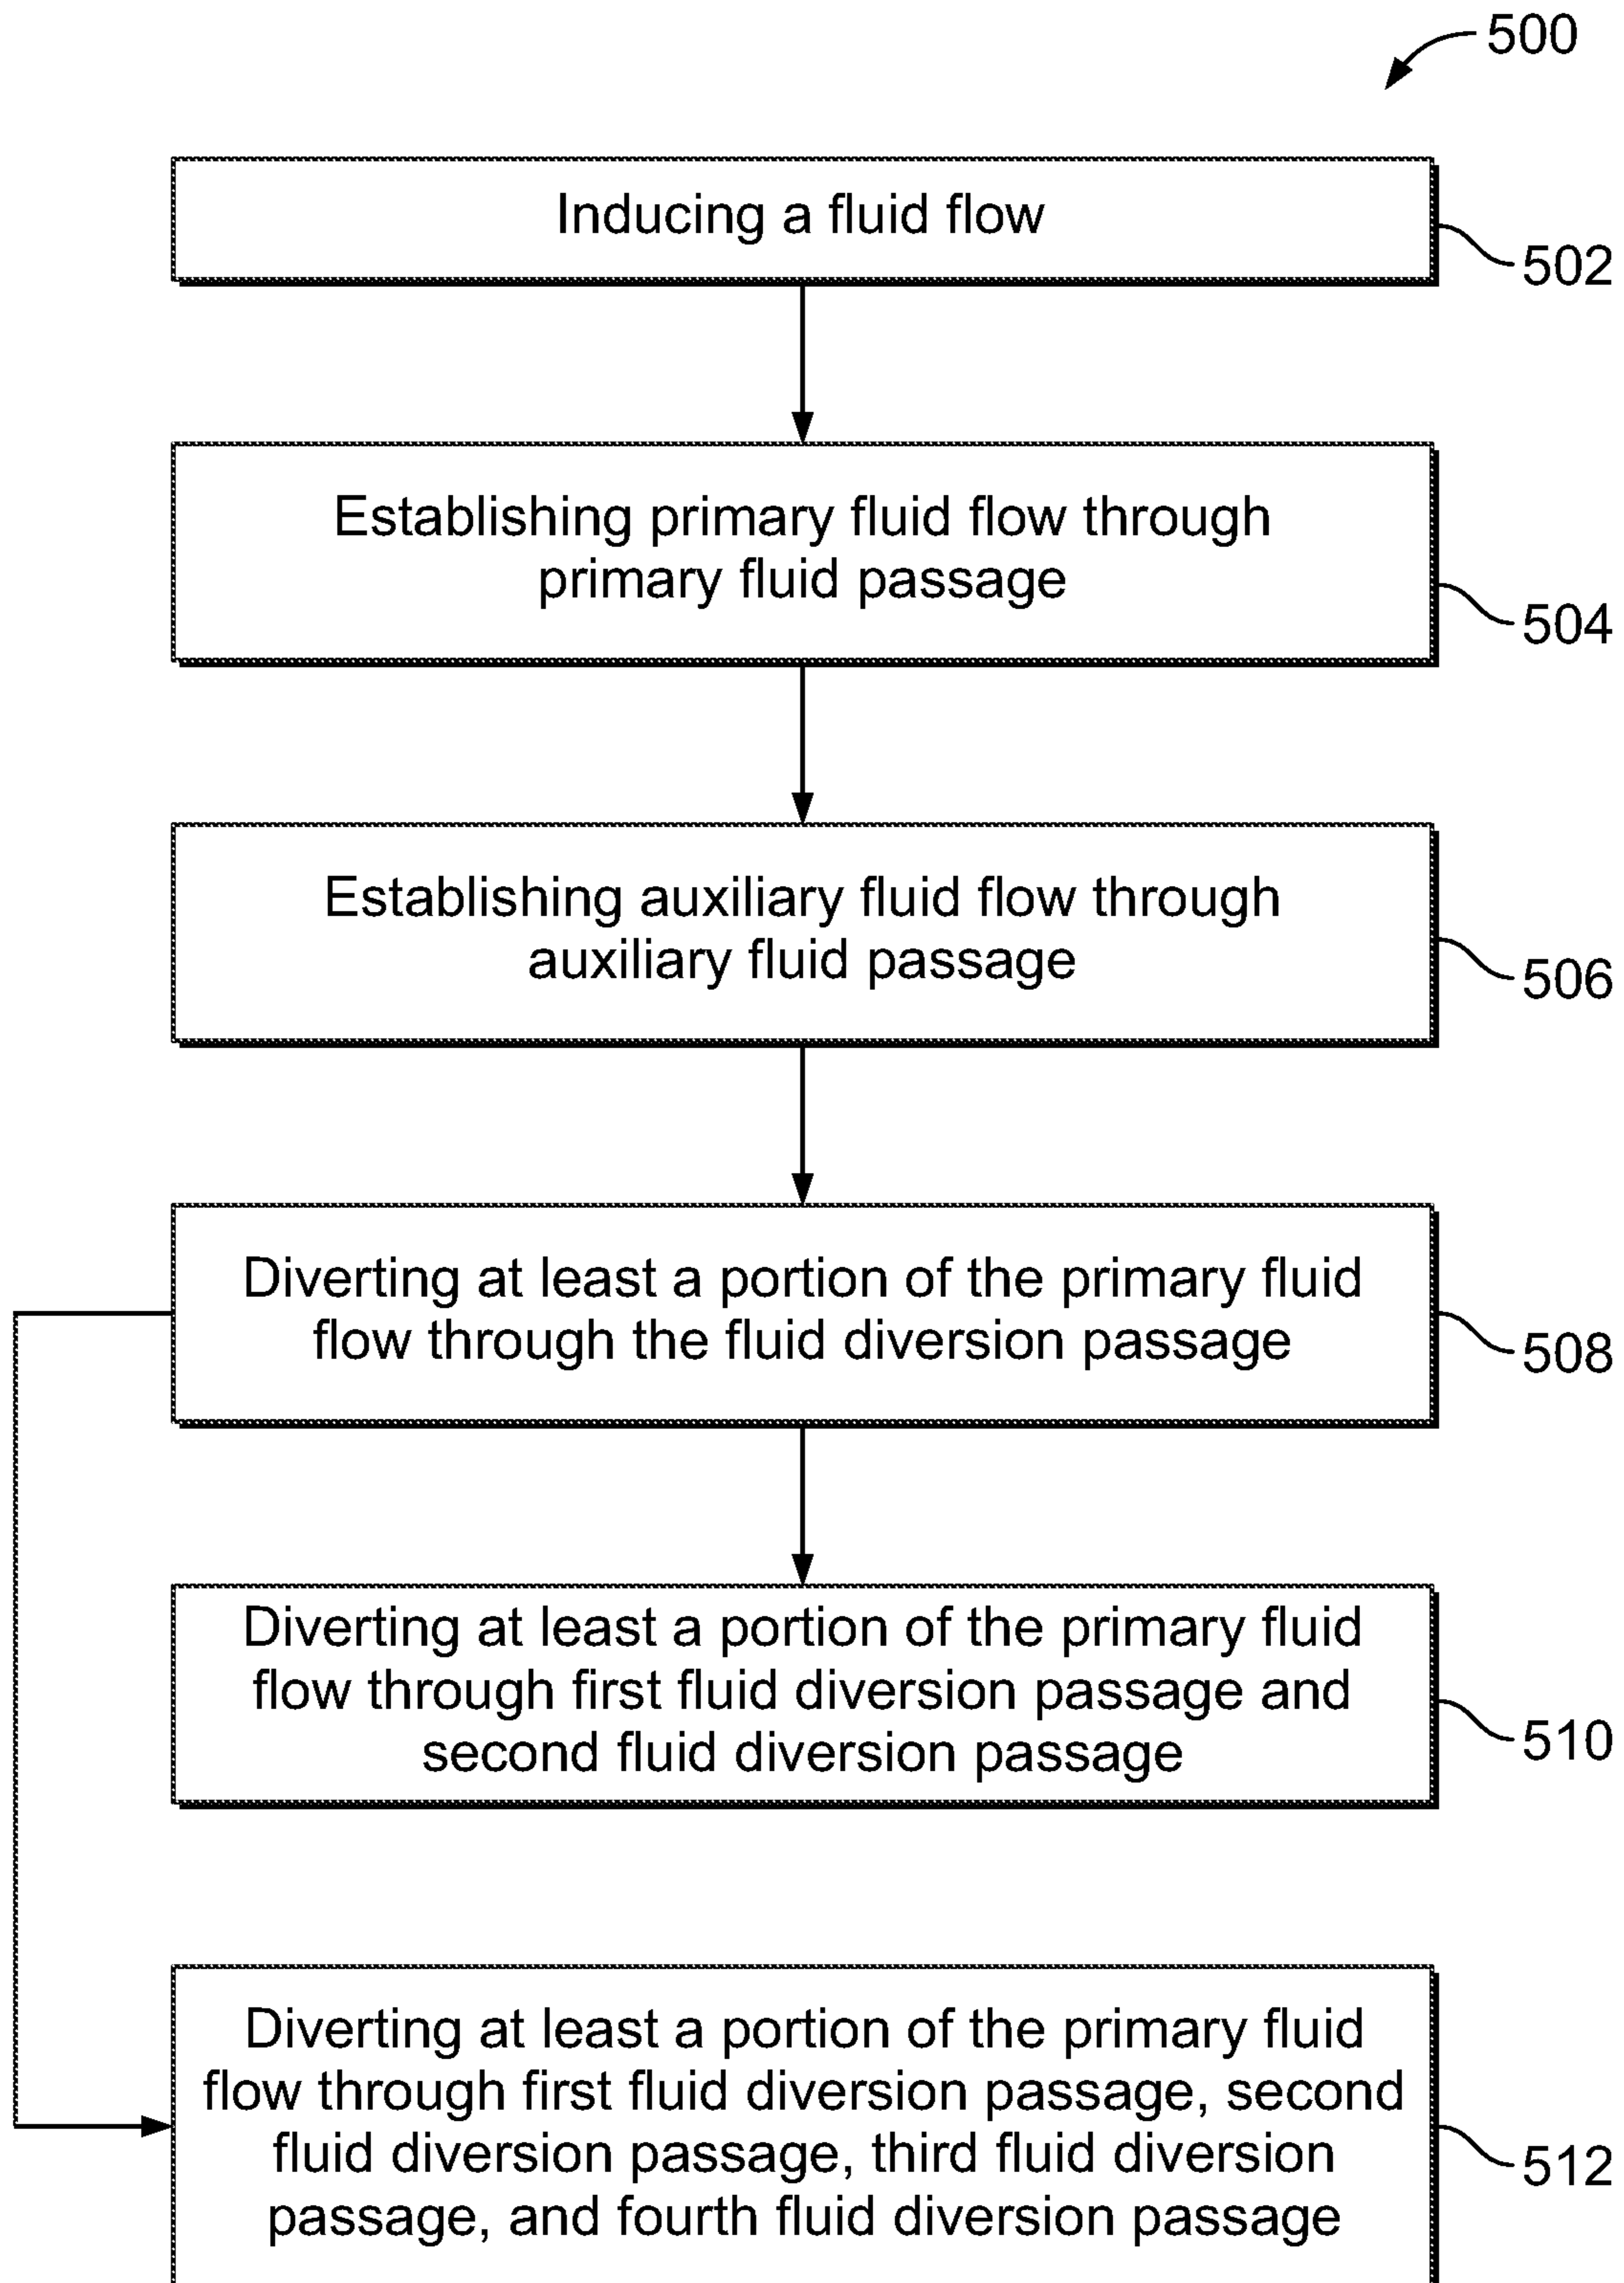 500
Inducing a fluid flow
502
Establishing primary fluid flow through
primary fluid passage
504
Establishing auxiliary fluid flow through
auxiliary fluid passage
506
Diverting at least a portion of the primary fluid
flow through the fluid diversion passage
508
Diverting at least a portion of the primary fluid
flow through first fluid diversion passage and
second fluid diversion passage
510
Diverting at least a portion of the primary fluid
flow through first fluid diversion passage, second
fluid diversion passage, third fluid diversion
passage, and fourth fluid diversion passage
512